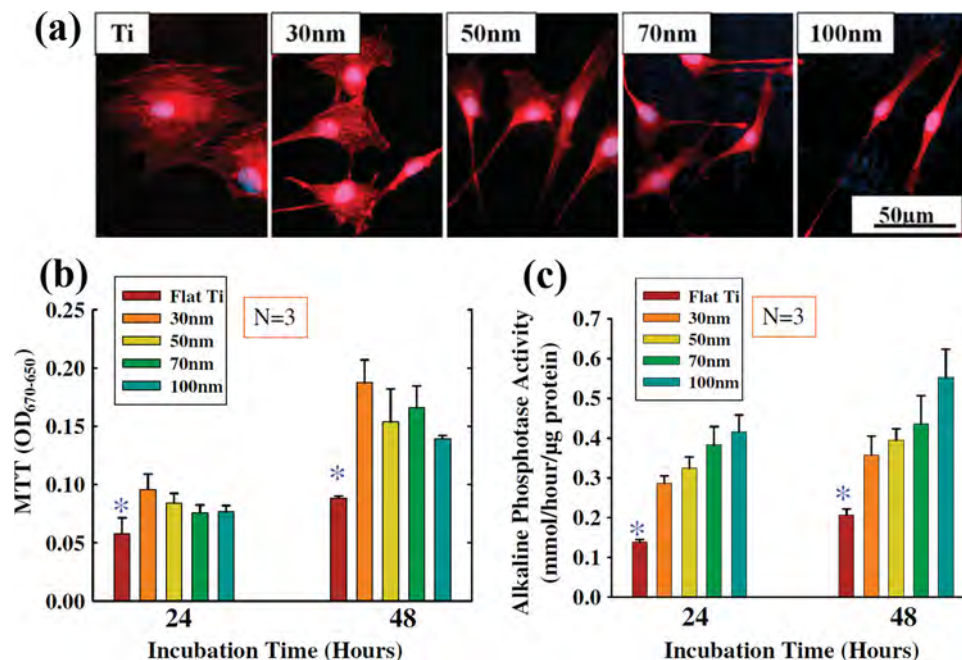 (a)
Ti
30nm
50nm
70nm
100nm
50µm
(b)
MTT (OD670-650)
0.25
0.20
0.15
0.10
0.05
0.00
Flat Ti
30nm
50nm
70nm
100nm
N=3
*
*
24
48
Incubation Time (Hours)
(c)
Alkaline Phosphotase Activity
(mmol/hour/µg protein)
0.7
0.6
0.5
0.4
0.3
0.2
0.1
0.0
Flat Ti
30nm
50nm
70nm
100nm
N=3
*
*
24
48
Incubation Time (Hours)